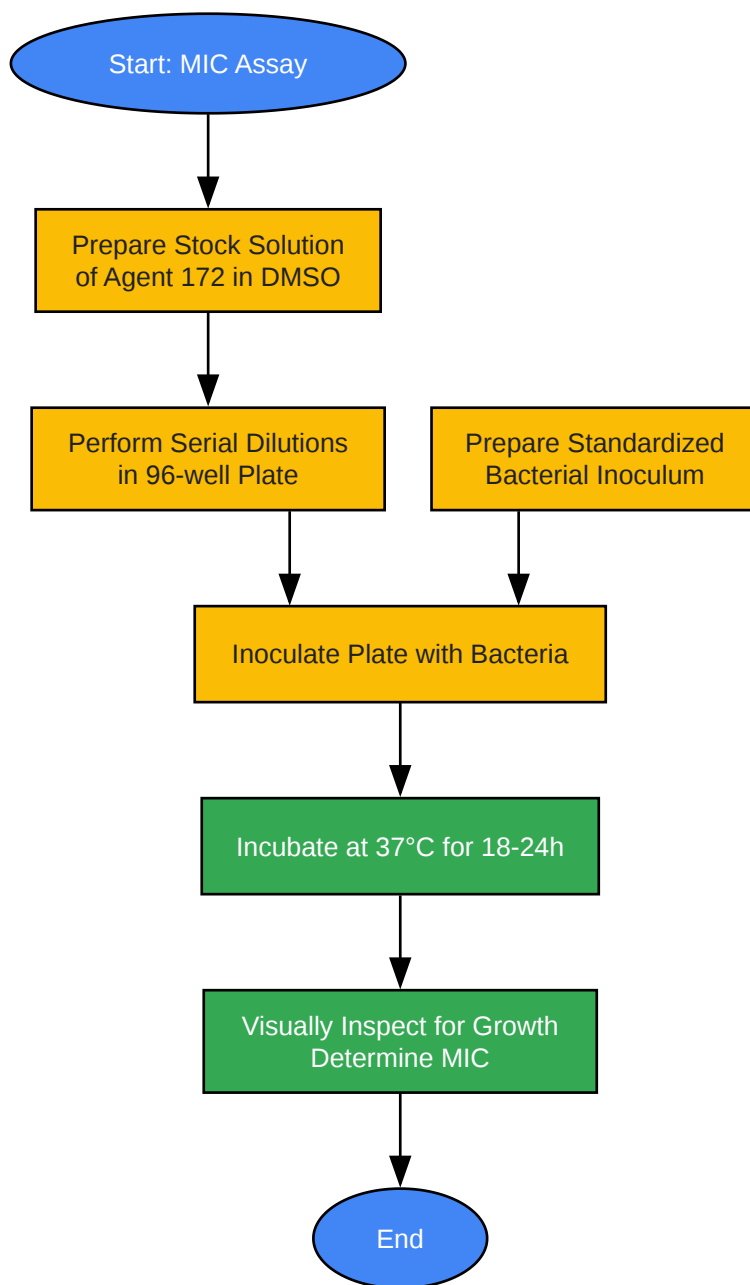 Start: MIC Assay
Prepare Stock Solution
of Agent 172 in DMSO
Perform Serial Dilutions
in 96-well Plate
Prepare Standardized
Bacterial Inoculum
Inoculate Plate with Bacteria
Incubate at 37°C for 18-24h
Visually Inspect for Growth
Determine MIC
End